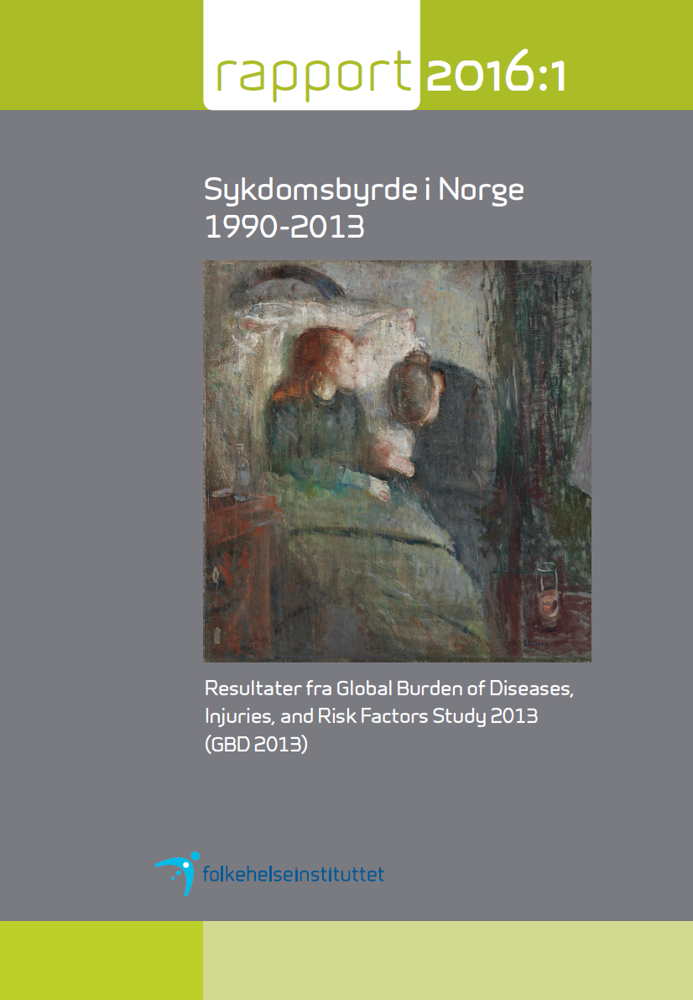 rapport 2016:1
Sykdomsbyrde i Norge
1990-2013
Resultater fra Global Burden of Diseases,
Injuries, and Risk Factors Study 2013
(GBD 2013)
folkehelseinstituttet